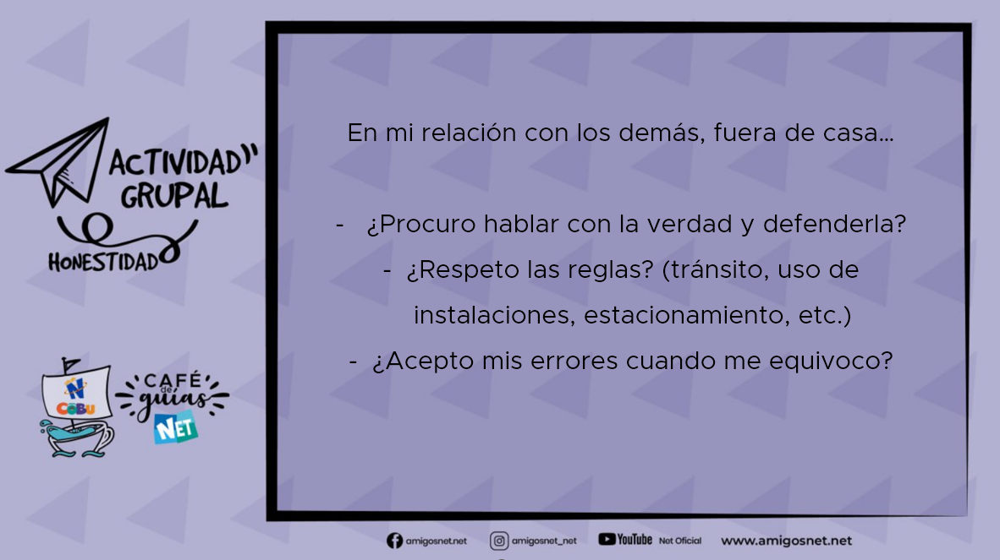 ACTIVIDAD
GRUPAL
HONESTIDAD
N
COBU
CAFÉ
de
guías
NET
En mi relación con los demás, fuera de casa...
- ¿Procuro hablar con la verdad y defenderla?
- ¿Respeto las reglas? (tránsito, uso de
instalaciones, estacionamiento, etc.)
- ¿Acepto mis errores cuando me equivoco?
amigosnet.net
amigosnet_net
YouTube Net Oficial
www.amigosnet.net